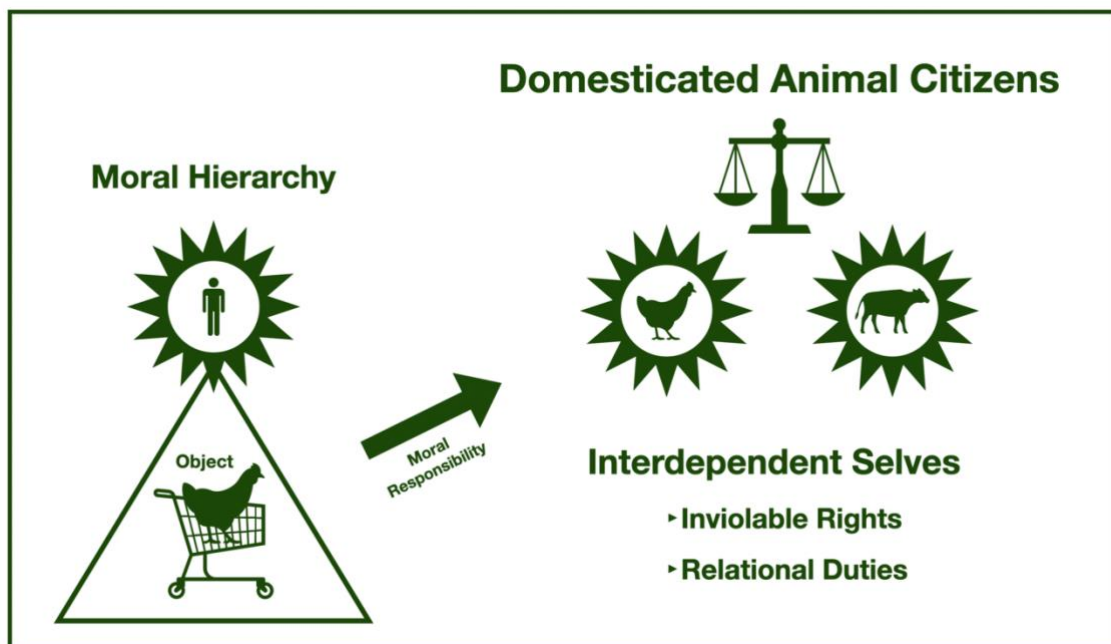 Domesticated Animal Citizens
Moral Hierarchy
Object
Moral
Responsibility
Interdependent Selves
‣Inviolable Rights
‣Relational Duties